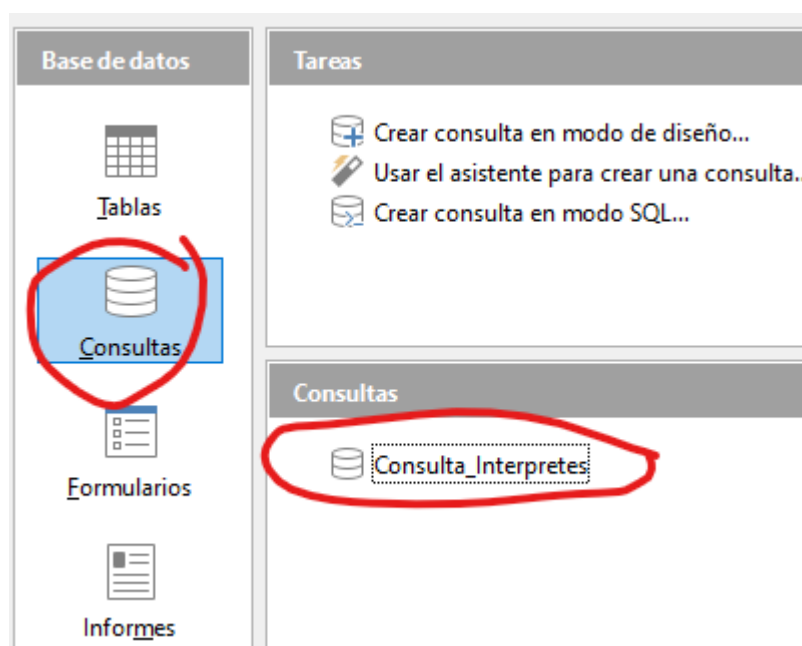 Base de datos
Tablas
Consultas
Formularios
Informes
Tareas
Crear consulta en modo de diseño...
Usar el asistente para crear una consulta..
Crear consulta en modo SQL...
Consultas
Consulta_Interpretes